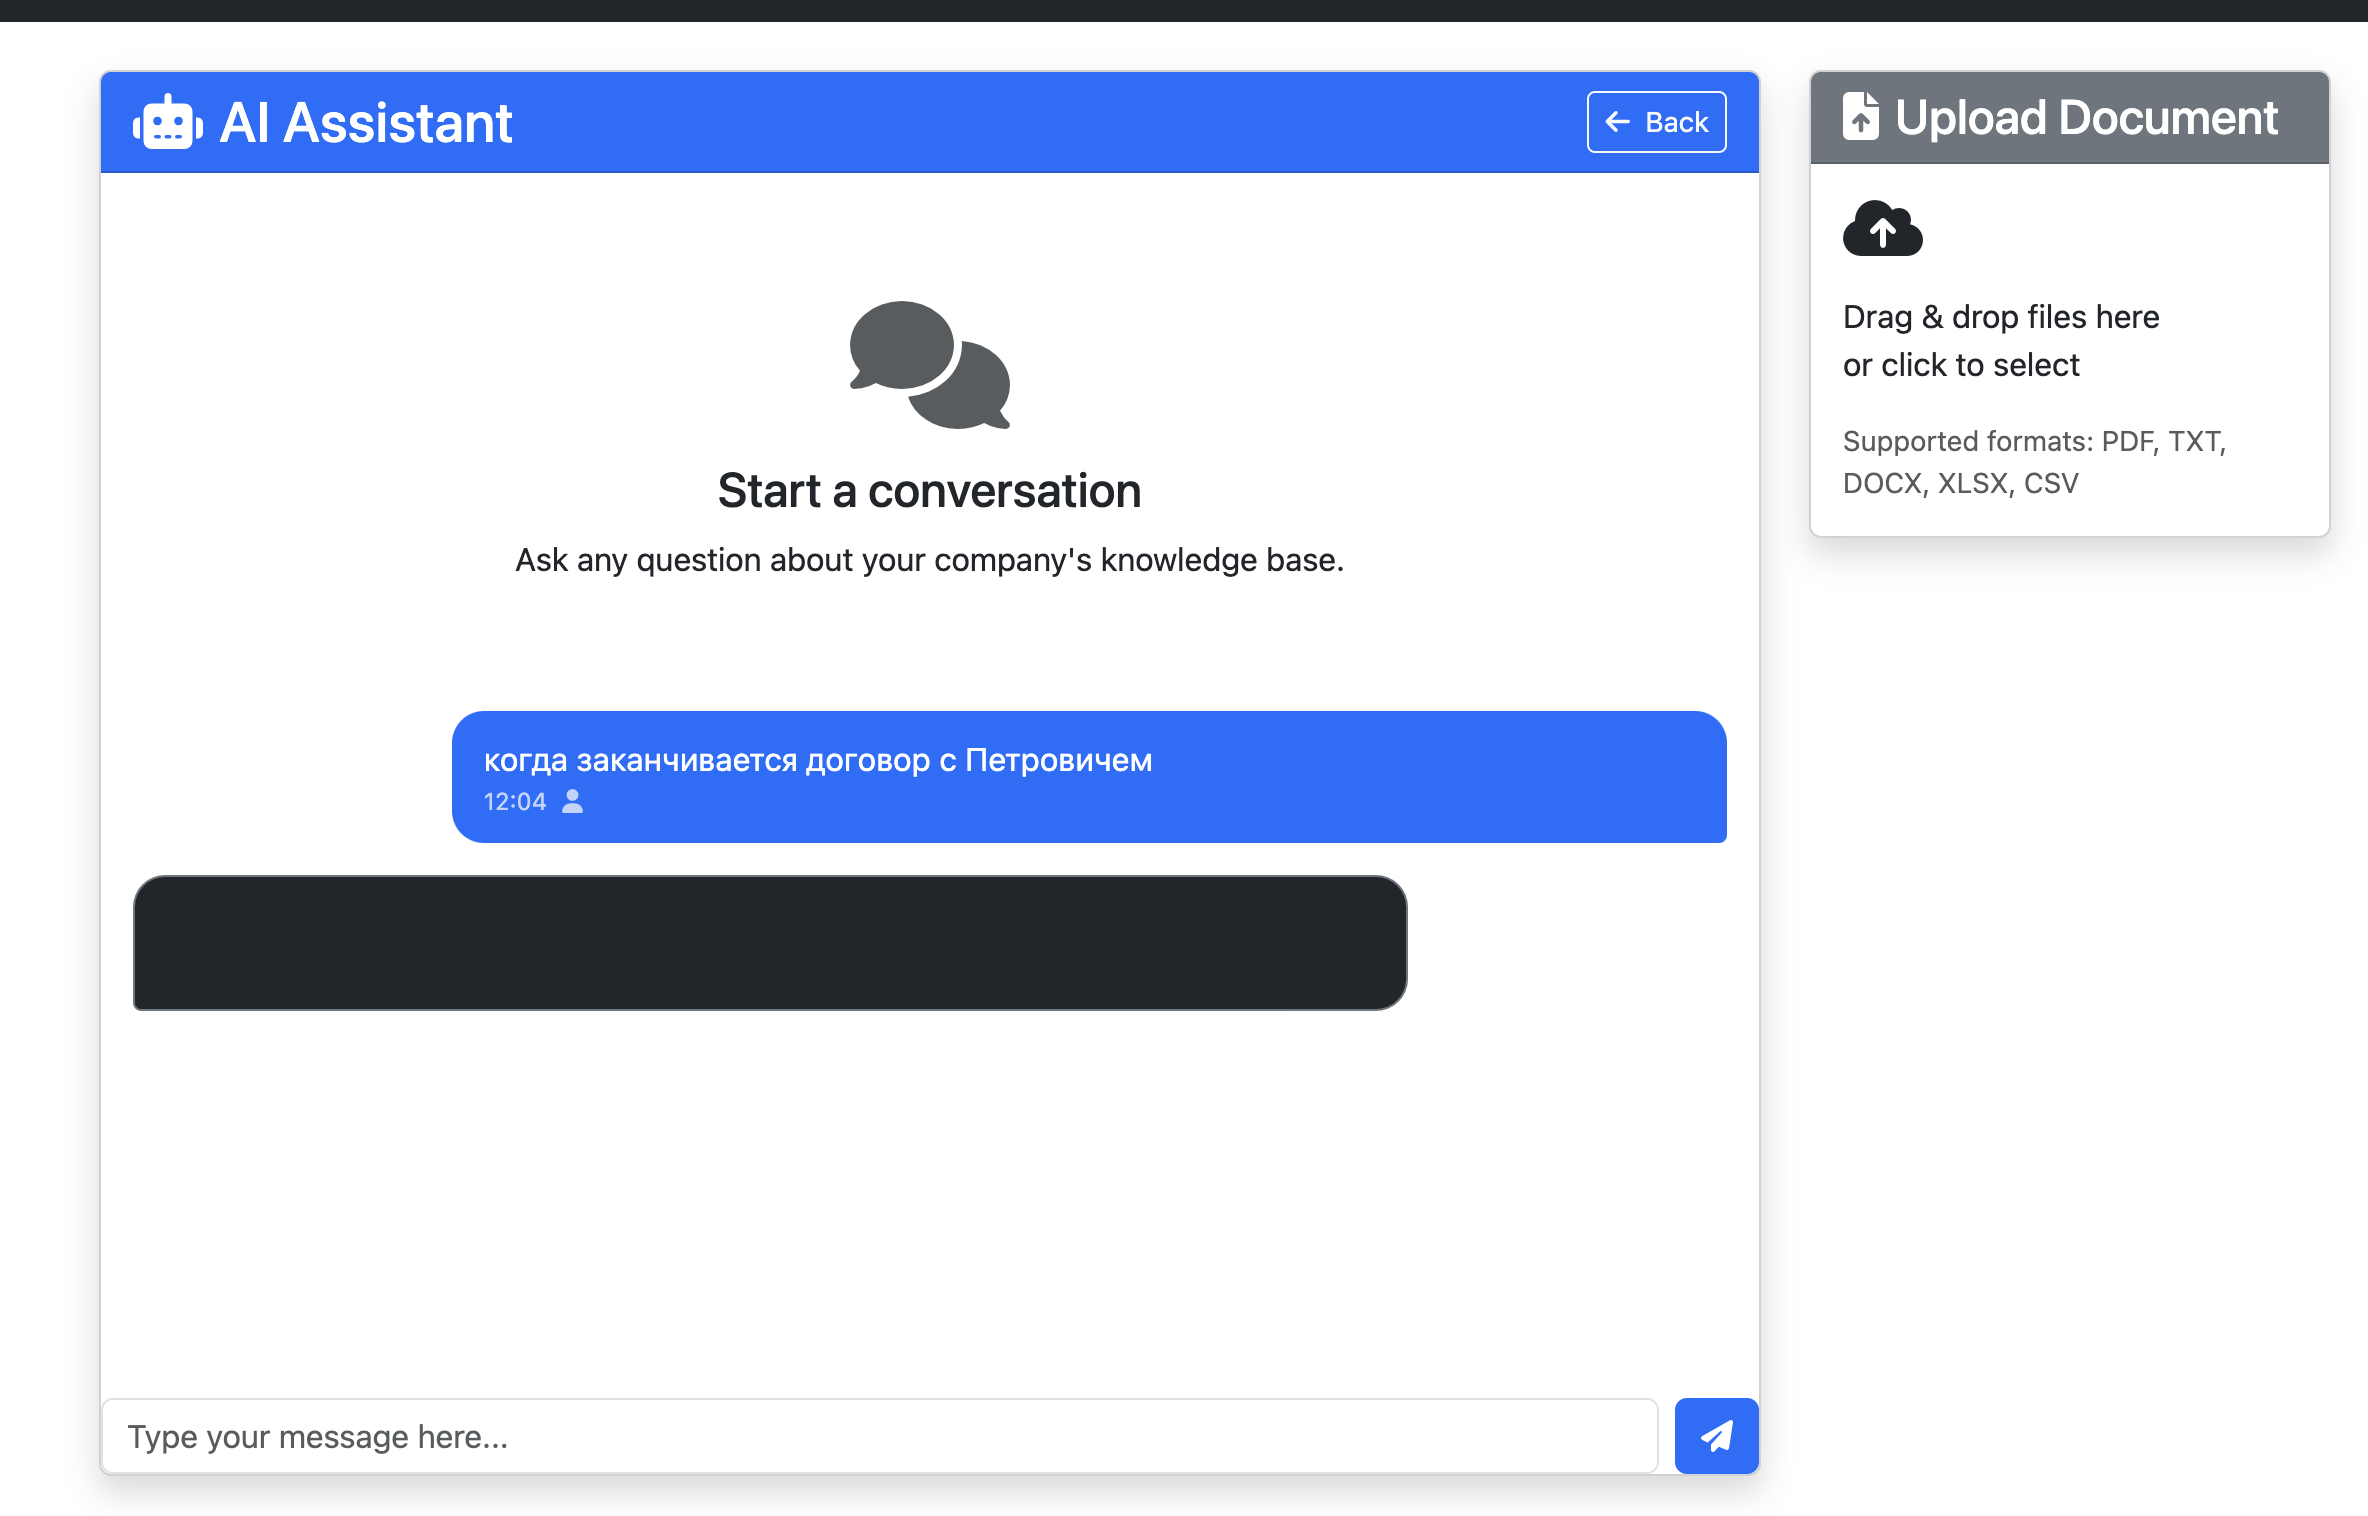 AI Assistant
Back
Start a conversation
Ask any question about your company's knowledge base.
когда заканчивается договор с Петровичем
12:04
Type your message here...
Upload Document
Drag & drop files here
or click to select
Supported formats: PDF, TXT,
DOCX, XLSX, CSV